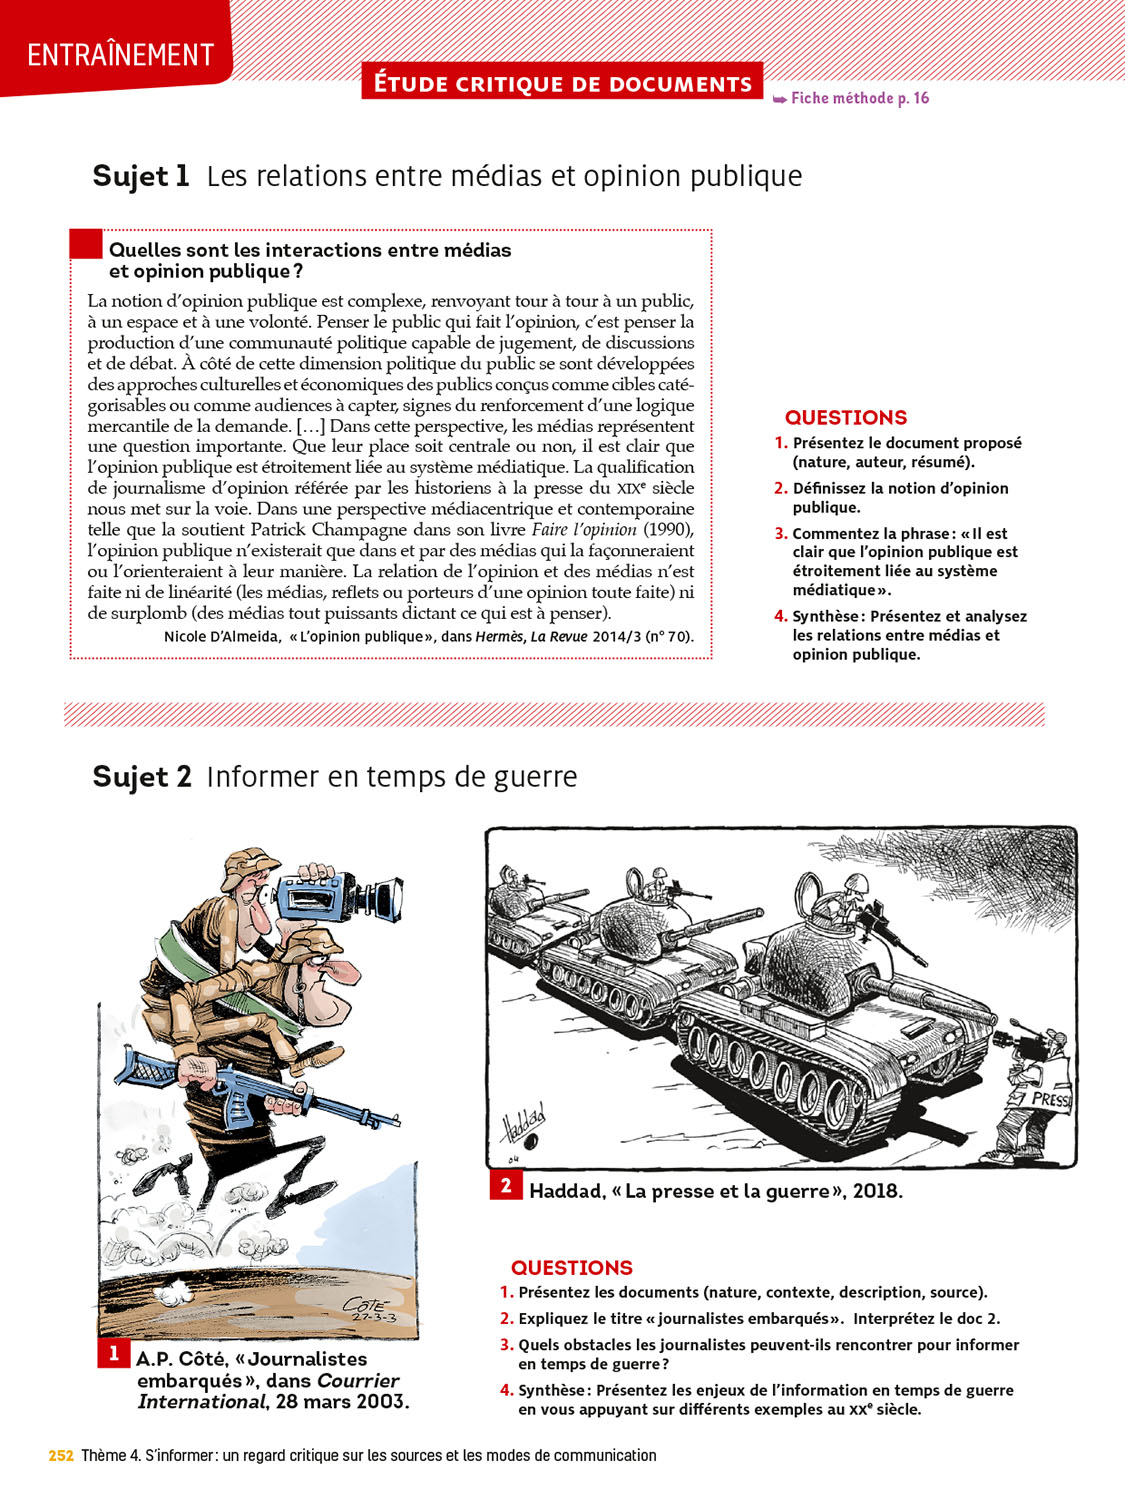 ENTRAÎNEMENT
ÉTUDE CRITIQUE DE DOCUMENTS
➥ Fiche méthode p. 16
Sujet 1 Les relations entre médias et opinion publique
Quelles sont les interactions entre médias
et opinion publique ?
La notion d’opinion publique est complexe, renvoyant tour à tour à un public,
à un espace et à une volonté. Penser le public qui fait l’opinion, c’est penser la
production d’une communauté politique capable de jugement, de discussions
et de débat. À côté de cette dimension politique du public se sont développées
des approches culturelles et économiques des publics conçus comme cibles caté-
gorisables ou comme audiences à capter, signes du renforcement d’une logique
mercantile de la demande. […] Dans cette perspective, les médias représentent
une question importante. Que leur place soit centrale ou non, il est clair que
l’opinion publique est étroitement liée au système médiatique. La qualification
de journalisme d’opinion référée par les historiens à la presse du XIXe siècle
nous met sur la voie. Dans une perspective médiacentrique et contemporaine
telle que la soutient Patrick Champagne dans son livre Faire l’opinion (1990),
l’opinion publique n’existerait que dans et par des médias qui la façonneraient
ou l’orienteraient à leur manière. La relation de l’opinion et des médias n’est
faite ni de linéarité (les médias, reflets ou porteurs d’une opinion toute faite) ni
de surplomb (des médias tout puissants dictant ce qui est à penser).
Nicole D’Almeida, « L’opinion publique », dans Hermès, La Revue 2014/3 (n° 70).
QUESTIONS
1. Présentez le document proposé
(nature, auteur, résumé).
2. Définissez la notion d’opinion
publique.
3. Commentez la phrase : « Il est
clair que l’opinion publique est
étroitement liée au système
médiatique ».
4. Synthèse : Présentez et analysez
les relations entre médias et
opinion publique.
Sujet 2 Informer en temps de guerre
CÔTÉ
27-3-3
1 A.P. Côté, « Journalistes
embarqués », dans Courrier
International, 28 mars 2003.
PRESSE
Haddad
04
2 Haddad, « La presse et la guerre », 2018.
QUESTIONS
1. Présentez les documents (nature, contexte, description, source).
2. Expliquez le titre « journalistes embarqués ». Interprétez le doc 2.
3. Quels obstacles les journalistes peuvent-ils rencontrer pour informer
en temps de guerre ?
4. Synthèse : Présentez les enjeux de l’information en temps de guerre
en vous appuyant sur différents exemples au XXe siècle.
252 Thème 4. S’informer : un regard critique sur les sources et les modes de communication